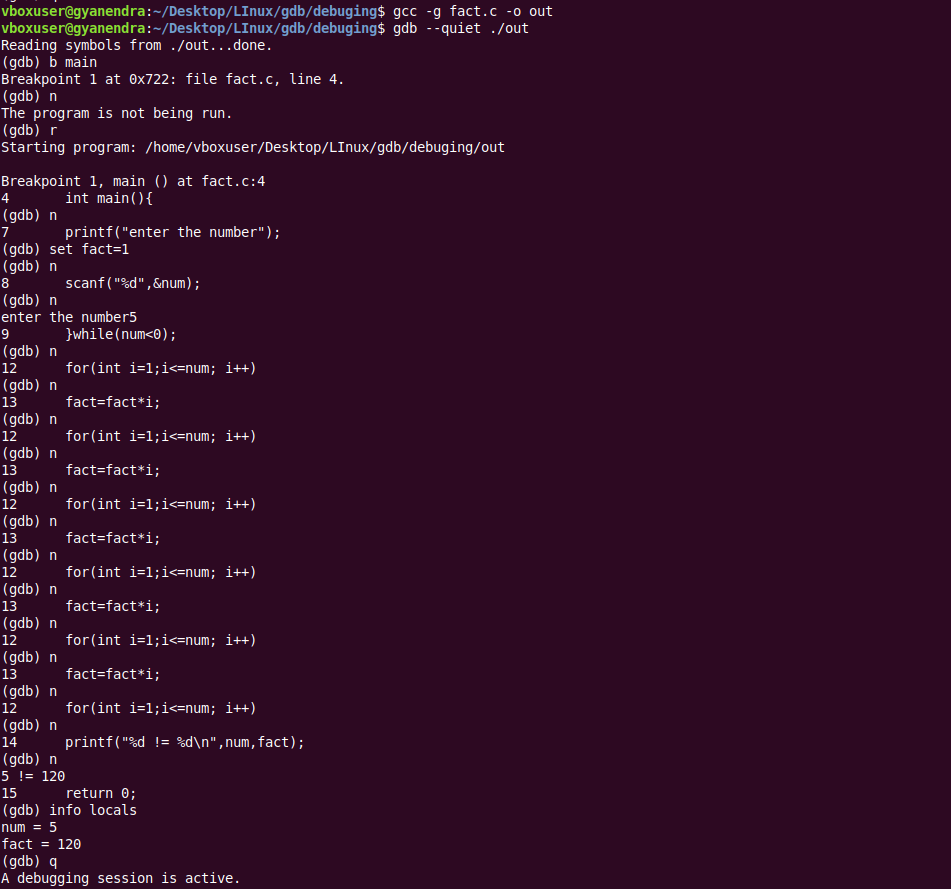 vboxuser@gyanendra:~/Desktop/LInux/gdb/debuging$ gcc -g fact.c -o out
vboxuser@gyanendra:~/Desktop/LInux/gdb/debuging$ gdb --quiet ./out
Reading symbols from ./out...done.
(gdb) b main
Breakpoint 1 at 0x722: file fact.c, line 4.
(gdb) n
The program is not being run.
(gdb) r
Starting program: /home/vboxuser/Desktop/LInux/gdb/debuging/out
Breakpoint 1, main () at fact.c:4
4       int main(){
(gdb) n
7       printf("enter the number");
(gdb) set fact=1
(gdb) n
8       scanf("%d",&num);
(gdb) n
enter the number5
9       }while(num<0);
(gdb) n
12      for(int i=1;i<=num; i++)
(gdb) n
13      fact=fact*i;
(gdb) n
12      for(int i=1;i<=num; i++)
(gdb) n
13      fact=fact*i;
(gdb) n
12      for(int i=1;i<=num; i++)
(gdb) n
13      fact=fact*i;
(gdb) n
12      for(int i=1;i<=num; i++)
(gdb) n
13      fact=fact*i;
(gdb) n
12      for(int i=1;i<=num; i++)
(gdb) n
13      fact=fact*i;
(gdb) n
12      for(int i=1;i<=num; i++)
(gdb) n
14      printf("%d != %d\n",num,fact);
(gdb) n
5 != 120
15      return 0;
(gdb) info locals
num = 5
fact = 120
(gdb) q
A debugging session is active.